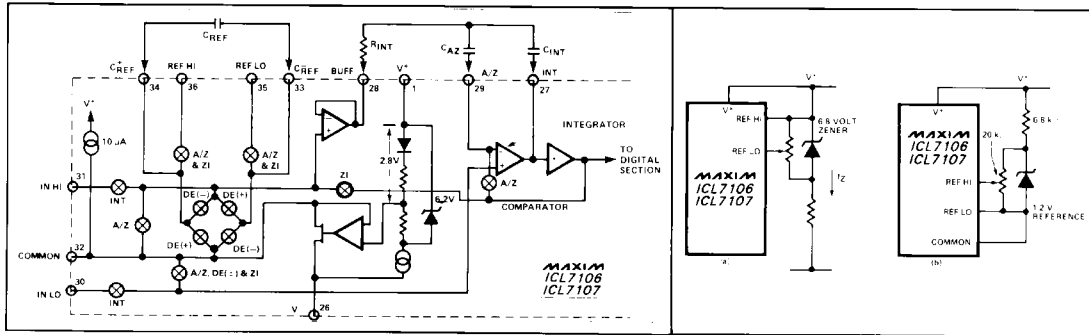 C REF
R INT
C AZ
C INT
C+ REF
REF HI
REF LO
C- REF
BUFF
V+
A/Z
INT
34
36
35
33
28
1
29
27
V+
10 µA
A/Z & ZI
A/Z & ZI
INTEGRATOR
TO DIGITAL SECTION
2.8V
IN HI
31
INT
ZI
A/Z
6.2V
COMPARATOR
DE(−)
DE(+)
A/Z
DE(+)
DE(−)
32
COMMON
A/Z, DE(±) & ZI
MAXIM
ICL7106
ICL7107
30
IN LO
INT
V
26
V+
V+
REF HI
6.8 VOLT ZENER
REF LO
MAXIM
ICL7106
ICL7107
IZ
(a)
V+
V+
6.8 k
MAXIM
ICL7106
ICL7107
20 k
REF HI
REF LO
1.2 V
REFERENCE
COMMON
(b)